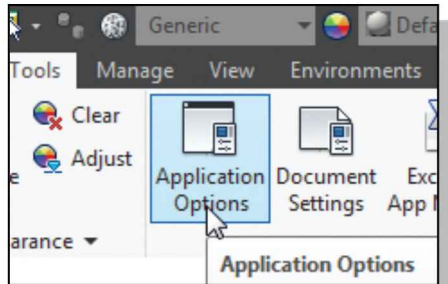 Generic
Defa
Tools Manage View Environments
Clear
Adjust
e
Application Options
Document Settings
Exc
App M
arance
Application Options